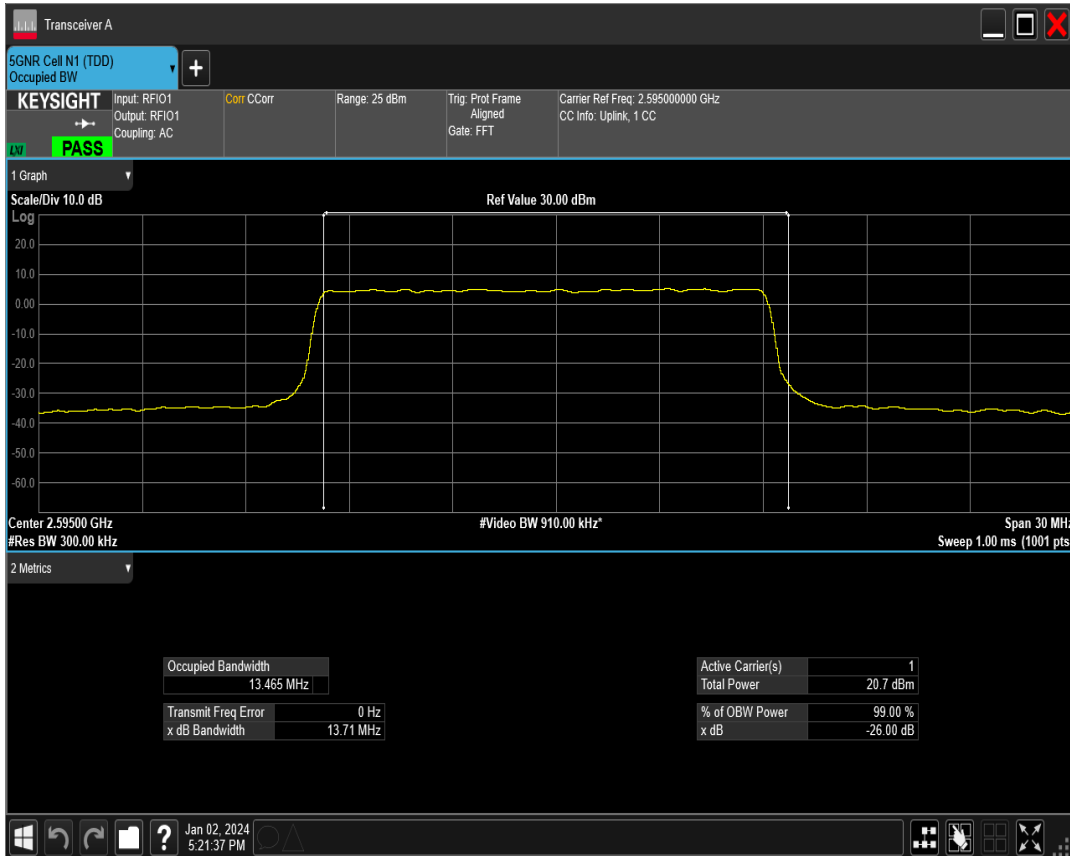 Transceiver A
5GNR Cell N1 (TDD)
Occupied BW
+
KEYSIGHT
LXI
PASS
Input: RFIO1
Output: RFIO1
Coupling: AC
Corr CCorr
Range: 25 dBm
Trig: Prot Frame
Aligned
Gate: FFT
Carrier Ref Freq: 2.595000000 GHz
CC Info: Uplink, 1 CC
1 Graph
Scale/Div 10.0 dB
Ref Value 30.00 dBm
Log
20.0
10.0
0.00
-10.0
-20.0
-30.0
-40.0
-50.0
-60.0
Center 2.59500 GHz
#Video BW 910.00 kHz*
Span 30 MHz
#Res BW 300.00 kHz
Sweep 1.00 ms (1001 pts
2 Metrics
Occupied Bandwidth
13.465 MHz
Transmit Freq Error 0 Hz
x dB Bandwidth 13.71 MHz
Active Carrier(s) 1
Total Power 20.7 dBm
% of OBW Power 99.00 %
x dB -26.00 dB
?
Jan 02, 2024
5:21:37 PM